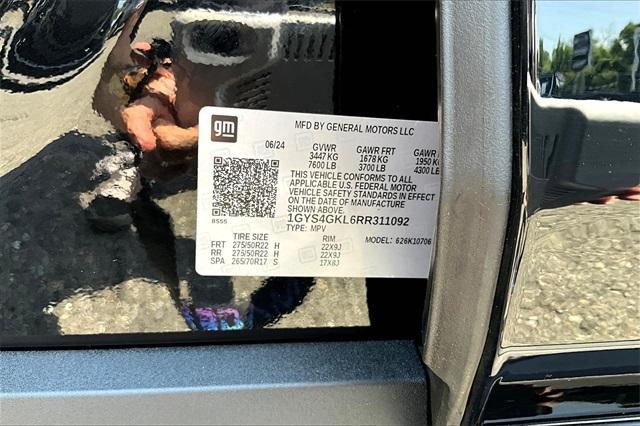 gm
MFD BY GENERAL MOTORS LLC
06/24 GVWR GAWR FRT GAWR
3447 KG 1678 KG 1950 K
7600 LB 3700 LB 4300 LB
THIS VEHICLE CONFORMS TO ALL
APPLICABLE U.S. FEDERAL MOTOR
VEHICLE SAFETY STANDARDS IN EFFECT
ON THE DATE OF MANUFACTURE
SHOWN ABOVE.
1GYS4GKL6RR311092
TYPE: MPV
TIRE SIZE RIM MODEL: 626K10706
FRT 275/50R22 H 22X9J
RR 275/50R22 H 22X9J
SPA 265/70R17 S 17X8J